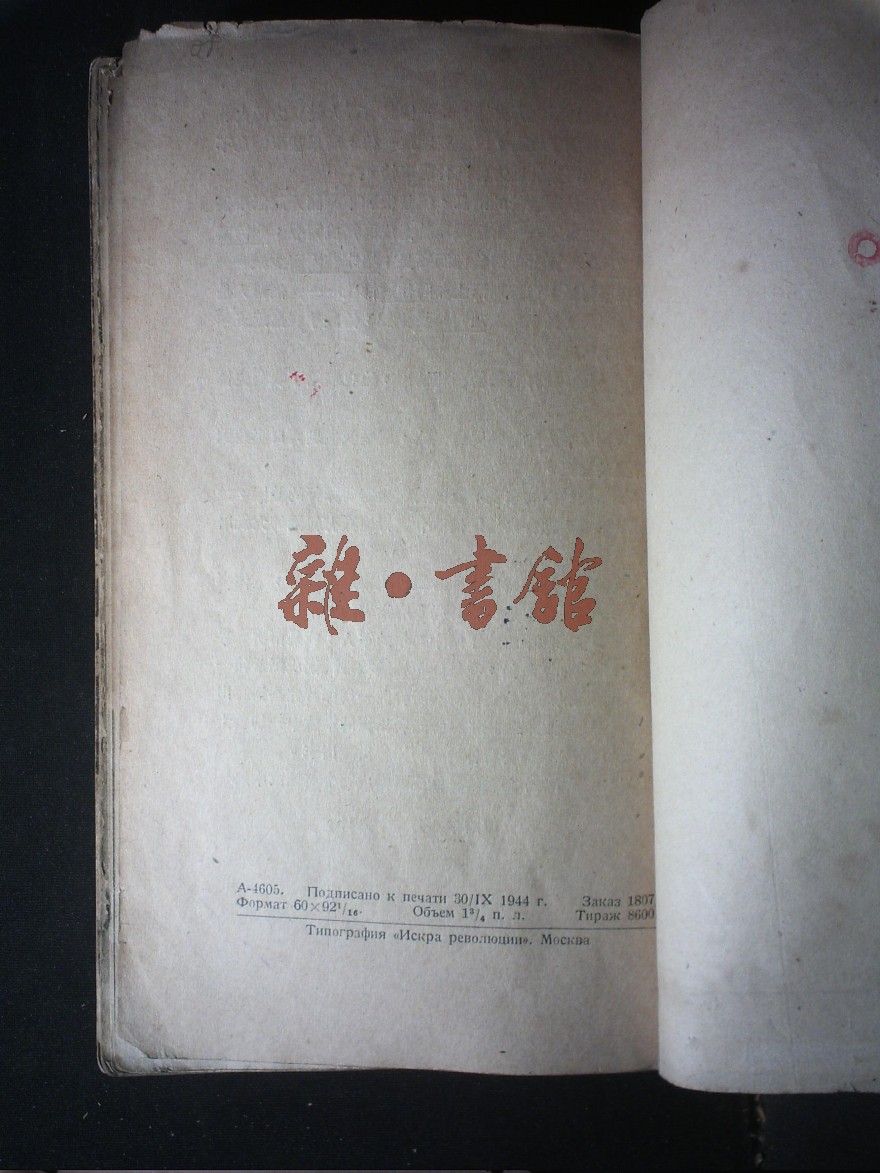 雜·書館
А-4605. Подписано к печати 30/IX 1944 г. Заказ 1807
Формат 60×92¹/₁₆. Объем 1³/₄ п. л. Тираж 8600
Типография «Искра революции». Москва